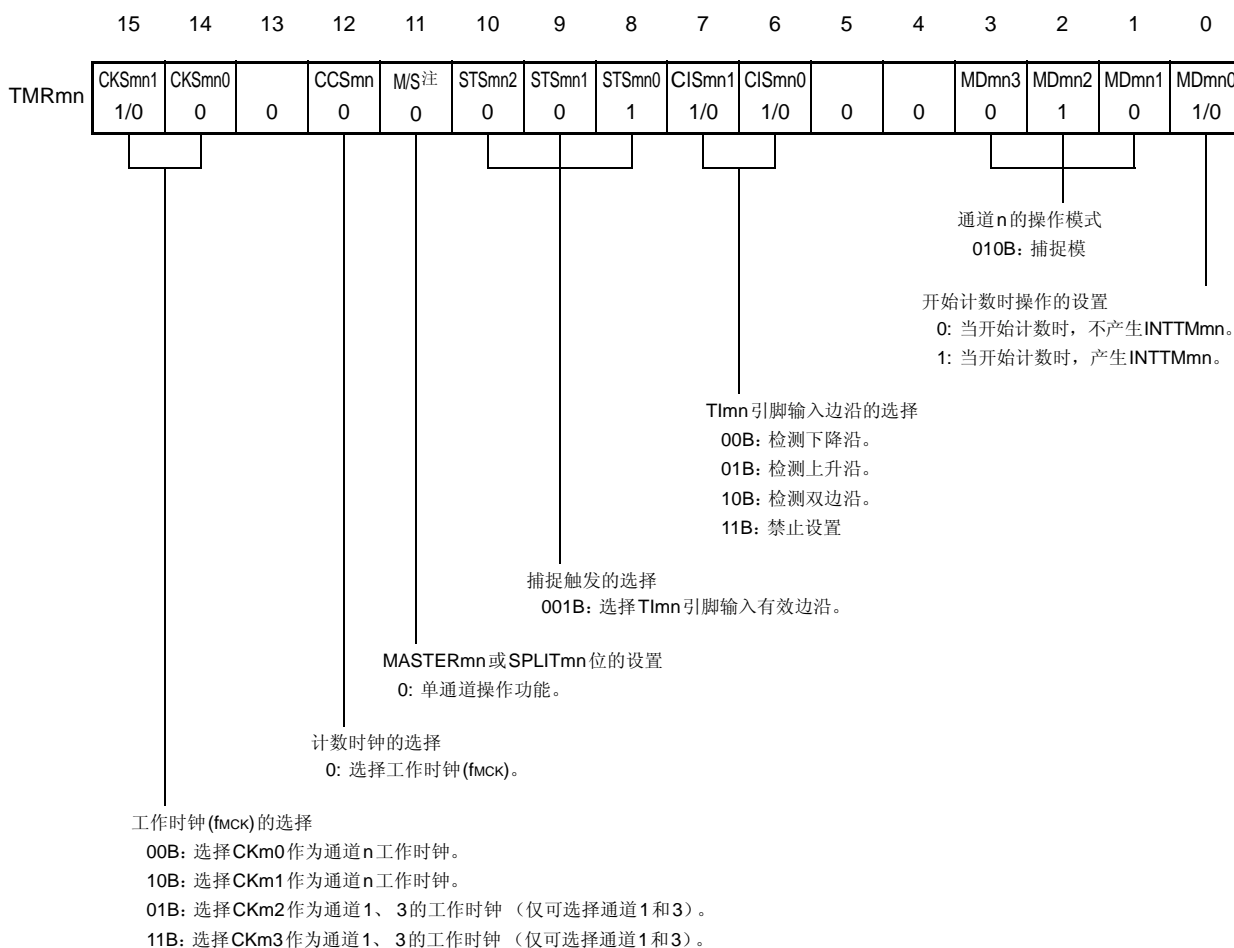 15 14 13 12 11 10 9 8 7 6 5 4 3 2 1 0
TMRmn CKSmn1 CKSmn0 CCSmn M/S注 STSmn2 STSmn1 STSmn0 CISmn1 CISmn0 MDmn3 MDmn2 MDmn1 MDmn0
1/0 0 0 0 0 0 0 1 1/0 1/0 0 0 0 1 0 1/0
通道n的操作模式
010B: 捕捉模
开始计数时操作的设置
0: 当开始计数时，不产生INTTMmn。
1: 当开始计数时，产生INTTMmn。
TImn引脚输入边沿的选择
00B: 检测下降沿。
01B: 检测上升沿。
10B: 检测双边沿。
11B: 禁止设置
捕捉触发的选择
001B: 选择TImn引脚输入有效边沿。
MASTERmn或SPLITmn位的设置
0: 单通道操作功能。
计数时钟的选择
0: 选择工作时钟(fMCK)。
工作时钟(fMCK)的选择
00B: 选择CKm0作为通道n工作时钟。
10B: 选择CKm1作为通道n工作时钟。
01B: 选择CKm2作为通道1、3的工作时钟（仅可选择通道1和3）。
11B: 选择CKm3作为通道1、3的工作时钟（仅可选择通道1和3）。